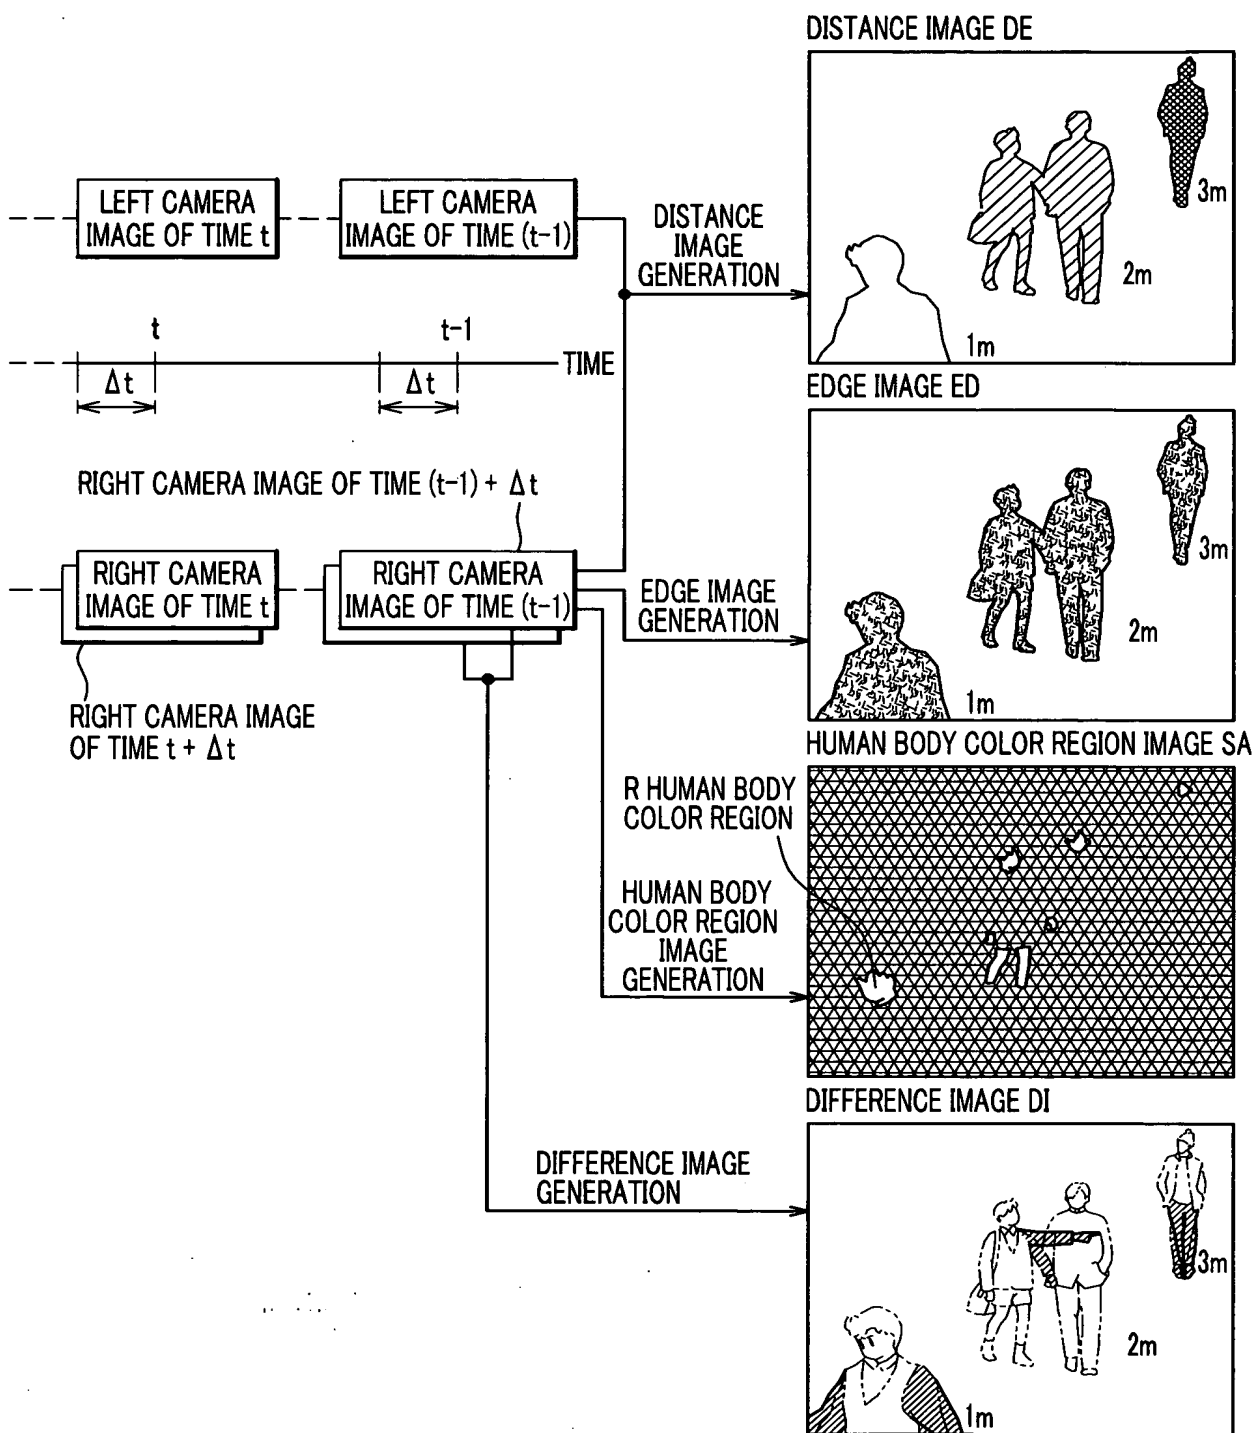 DISTANCE IMAGE DE
3m
2m
1m
LEFT CAMERA
IMAGE OF TIME t
LEFT CAMERA
IMAGE OF TIME (t-1)
DISTANCE
IMAGE
GENERATION
t
t-1
TIME
Δt
Δt
EDGE IMAGE ED
3m
2m
1m
RIGHT CAMERA IMAGE OF TIME (t-1) + Δt
RIGHT CAMERA
IMAGE OF TIME t
RIGHT CAMERA
IMAGE OF TIME (t-1)
EDGE IMAGE
GENERATION
RIGHT CAMERA IMAGE
OF TIME t + Δt
HUMAN BODY COLOR REGION IMAGE SA
R HUMAN BODY
COLOR REGION
HUMAN BODY
COLOR REGION
IMAGE
GENERATION
DIFFERENCE IMAGE DI
DIFFERENCE IMAGE
GENERATION
3m
2m
1m